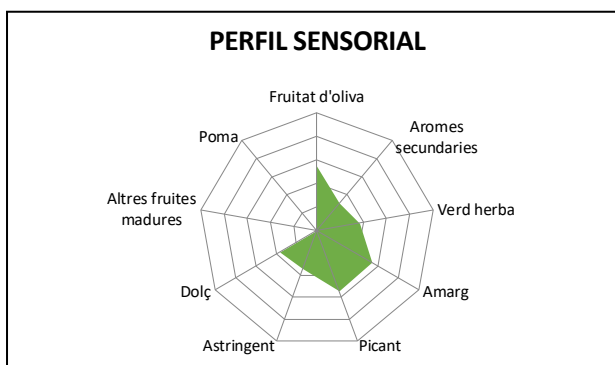 PERFIL SENSORIAL
Fruitat d'oliva
Aromes
secundaries
Verd herba
Amarg
Picant
Astringent
Dolç
Altres fruites
madures
Poma